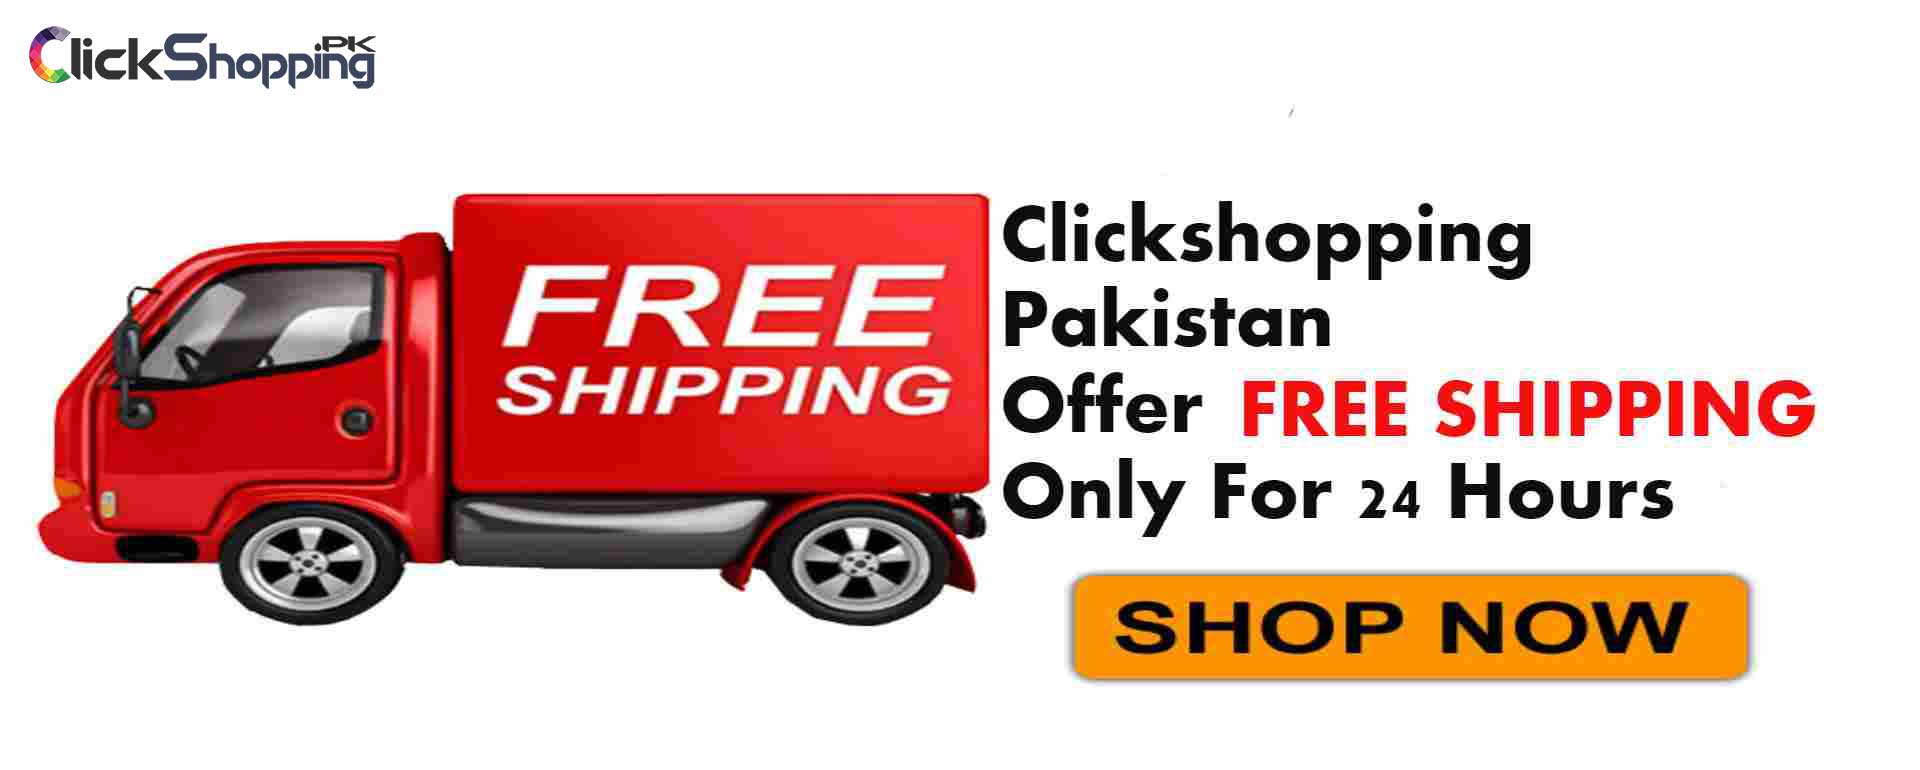 ClickShopping.PK
FREE
SHIPPING
Clickshopping
Pakistan
Offer FREE SHIPPING
Only For 24 Hours
SHOP NOW